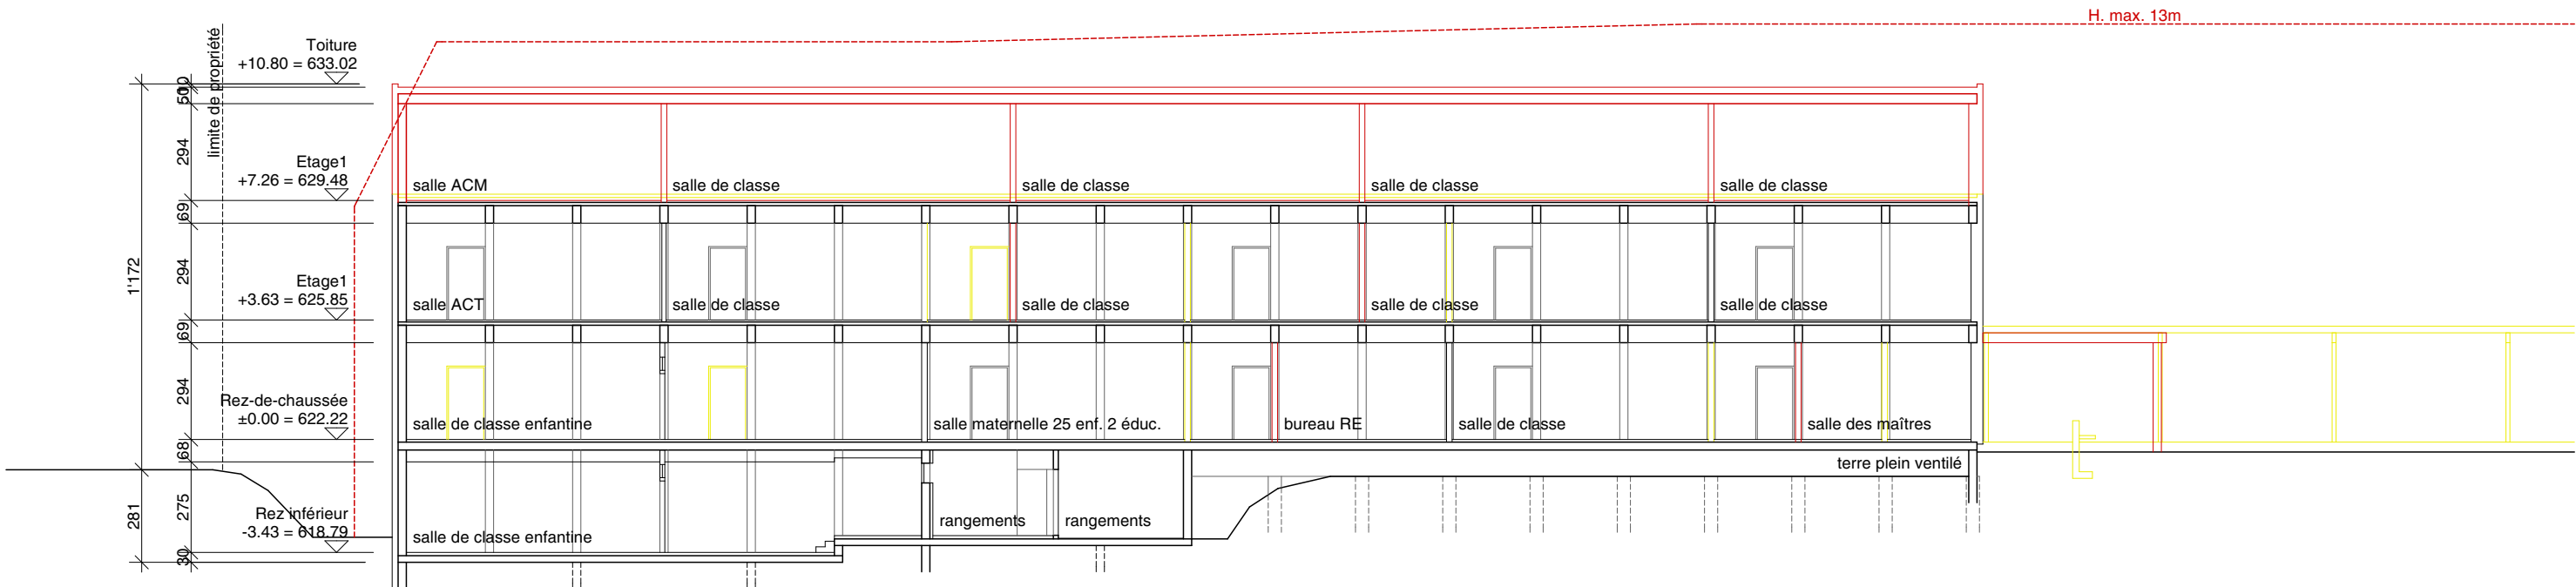 H. max. 13m
limite de propriété
Toiture
+10.80 = 633.02
Etage1
+7.26 = 629.48
Etage1
+3.63 = 625.85
Rez-de-chaussée
±0.00 = 622.22
Rez inférieur
-3.43 = 618.79
1'172
281
50
294
69
294
69
294
68
275
30
salle ACM
salle de classe
salle de classe
salle de classe
salle de classe
salle ACT
salle de classe
salle de classe
salle de classe
salle de classe
salle de classe enfantine
salle maternelle 25 enf. 2 éduc.
bureau RE
salle de classe
salle des maîtres
terre plein ventilé
salle de classe enfantine
rangements
rangements